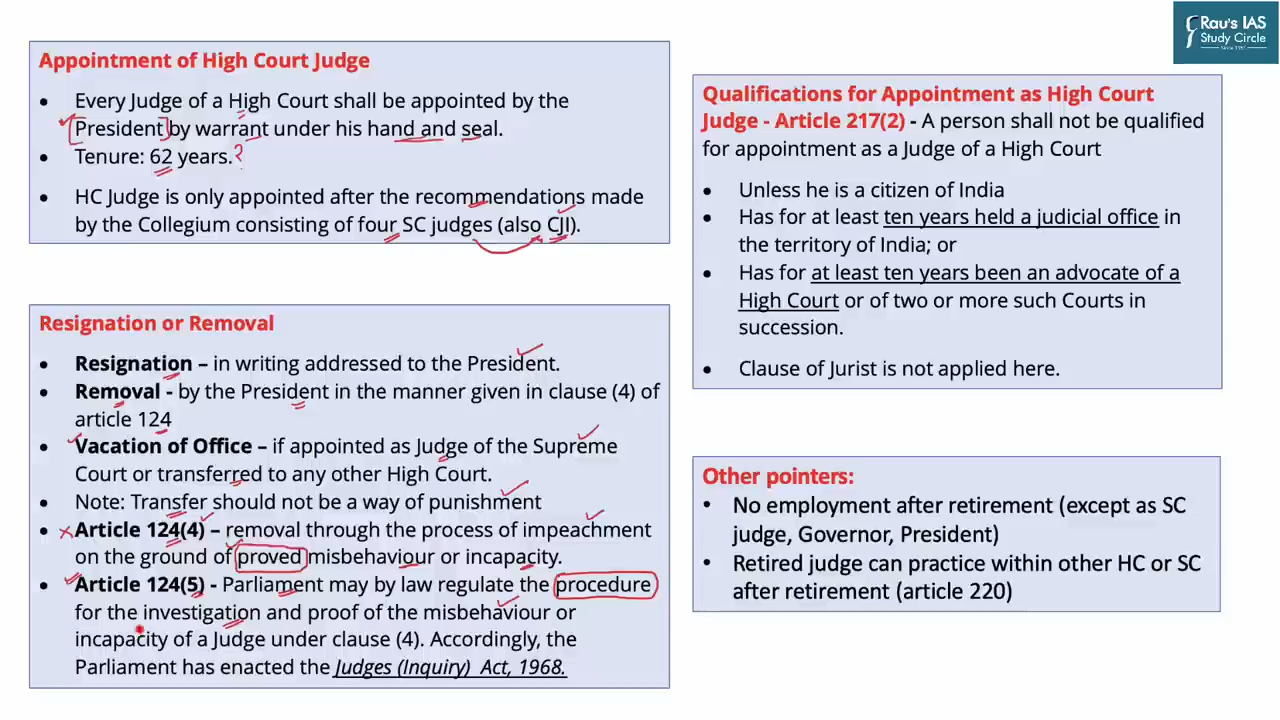 Rau's IAS
Study Circle
Since 1953
Appointment of High Court Judge
• Every Judge of a High Court shall be appointed by the
President by warrant under his hand and seal.
• Tenure: 62 years. ?
• HC Judge is only appointed after the recommendations made
by the Collegium consisting of four SC judges (also CJI).
Resignation or Removal
• Resignation – in writing addressed to the President.
• Removal - by the President in the manner given in clause (4) of
article 124
• Vacation of Office – if appointed as Judge of the Supreme
Court or transferred to any other High Court.
• Note: Transfer should not be a way of punishment
• Article 124(4) – removal through the process of impeachment
on the ground of proved misbehaviour or incapacity.
• Article 124(5) - Parliament may by law regulate the procedure
for the investigation and proof of the misbehaviour or
incapacity of a Judge under clause (4). Accordingly, the
Parliament has enacted the Judges (Inquiry) Act, 1968.
Qualifications for Appointment as High Court
Judge - Article 217(2) - A person shall not be qualified
for appointment as a Judge of a High Court
• Unless he is a citizen of India
• Has for at least ten years held a judicial office in
the territory of India; or
• Has for at least ten years been an advocate of a
High Court or of two or more such Courts in
succession.
• Clause of Jurist is not applied here.
Other pointers:
• No employment after retirement (except as SC
judge, Governor, President)
• Retired judge can practice within other HC or SC
after retirement (article 220)